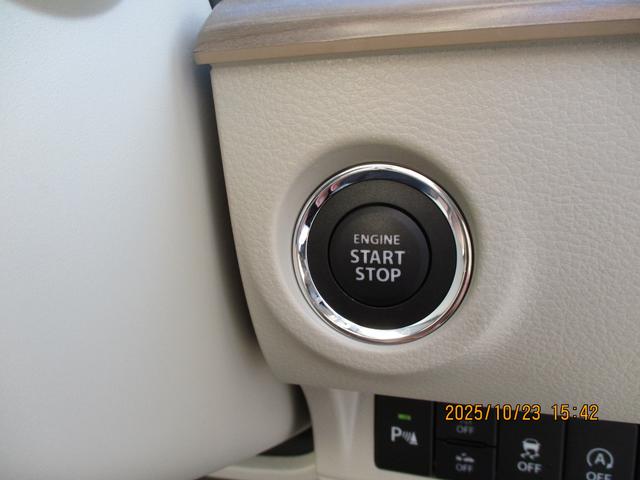 ENGINE
START
STOP
2025/10/23 15:42
P
OFF
OFF
OFF
A
OFF